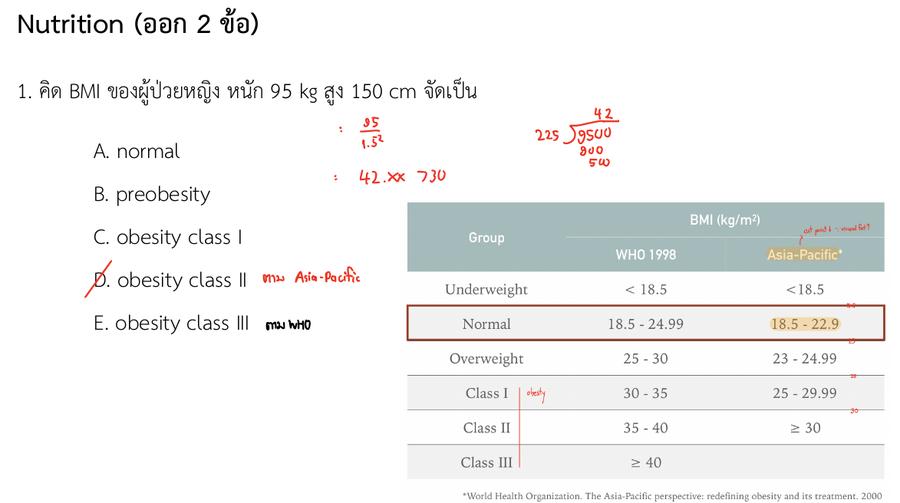 Nutrition (ออก 2 ข้อ)
1. คิด BMI ของผู้ป่วยหญิง หนัก 95 kg สูง 150 cm จัดเป็น
A. normal
B. preobesity
C. obesity class I
D. obesity class II ตาม Asia-Pacific
E. obesity class III ตาม WHO
: 95
1.5²
: 42.xx >30
42
225 9500
900
500
BMI (kg/m²)
Group
WHO 1998
Asia-Pacific*
Underweight < 18.5 <18.5
Normal 18.5 - 24.99 18.5 - 22.9
Overweight 25 - 30 23 - 24.99
Class I obesity 30 - 35 25 - 29.99
30
Class II 35 - 40 ≥ 30
Class III ≥ 40
*World Health Organization. The Asia-Pacific perspective: redefining obesity and its treatment. 2000